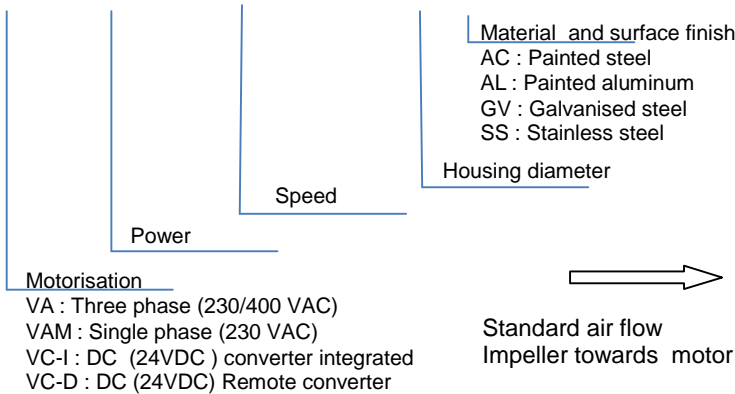 Material and surface finish
AC : Painted steel
AL : Painted aluminum
GV : Galvanised steel
SS : Stainless steel
Housing diameter
Speed
Power
Motorisation
VA : Three phase (230/400 VAC)
VAM : Single phase (230 VAC)
VC-I : DC (24VDC ) converter integrated
VC-D : DC (24VDC) Remote converter
Standard air flow
Impeller towards motor